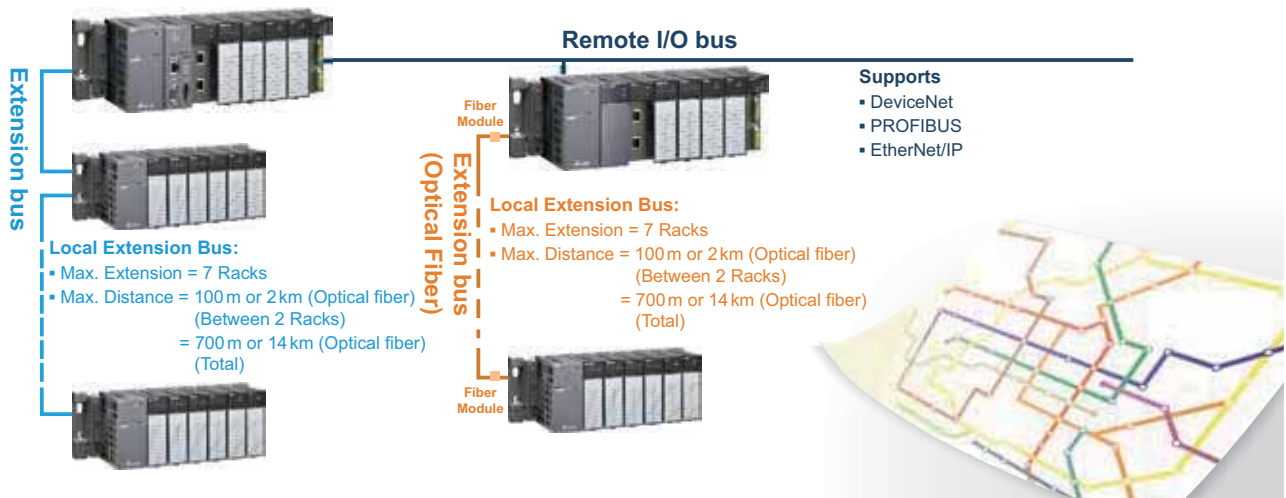 Remote I/O bus
Extension bus
Supports
▪ DeviceNet
▪ PROFIBUS
▪ EtherNet/IP
Fiber
Module
Extension bus
(Optical Fiber)
Local Extension Bus:
▪ Max. Extension = 7 Racks
▪ Max. Distance = 100 m or 2 km (Optical fiber)
(Between 2 Racks)
= 700 m or 14 km (Optical fiber)
(Total)
Local Extension Bus:
▪ Max. Extension = 7 Racks
▪ Max. Distance = 100 m or 2 km (Optical fiber)
(Between 2 Racks)
= 700 m or 14 km (Optical fiber)
(Total)
Fiber
Module